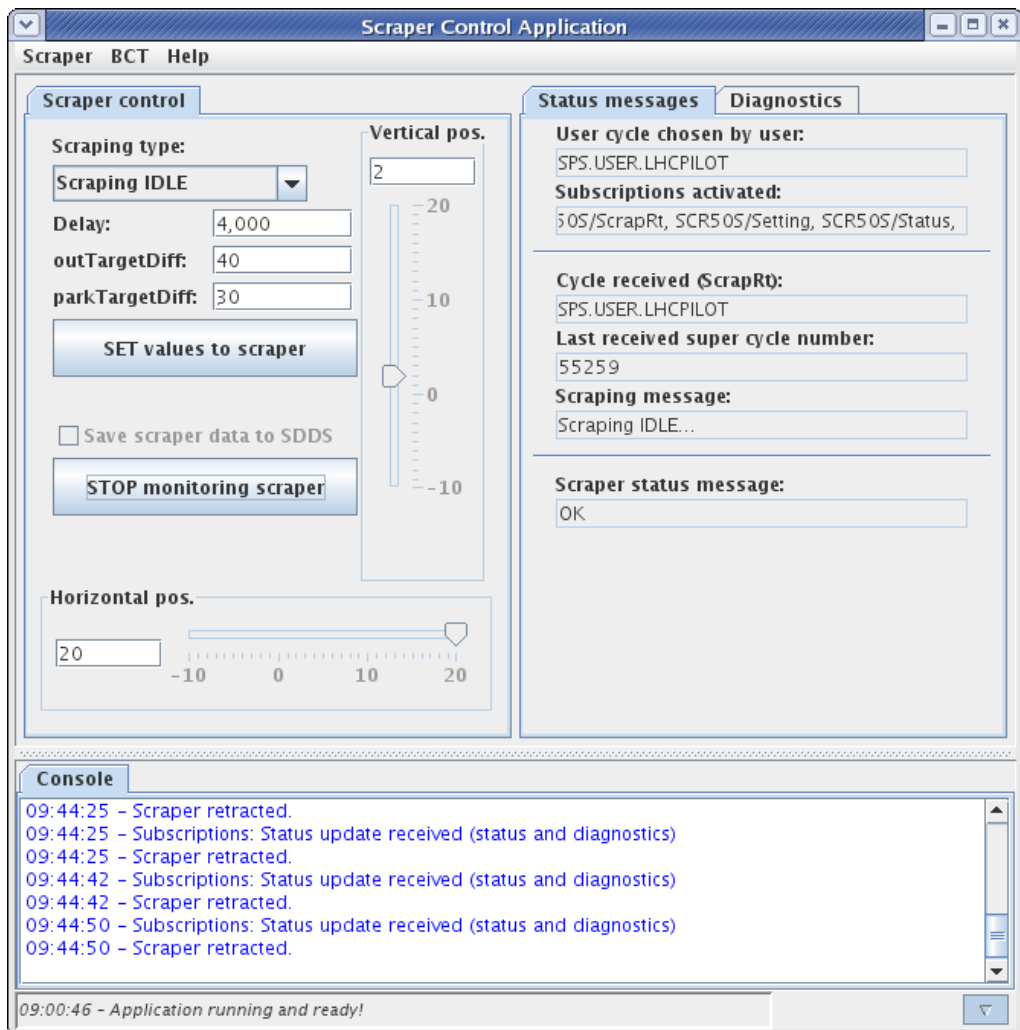 Scraper Control Application
Scraper BCT Help
Scraper control
Scraping type:
Scraping IDLE
Delay: 4,000
outTargetDiff: 40
parkTargetDiff: 30
SET values to scraper
Save scraper data to SDDS
STOP monitoring scraper
Vertical pos.
2
20
10
0
-10
Horizontal pos.
20
-10 0 10 20
Status messages Diagnostics
User cycle chosen by user:
SPS.USER.LHCPILOT
Subscriptions activated:
50S/ScrapRt, SCR50S/Setting, SCR50S/Status,
Cycle received (ScrapRt):
SPS.USER.LHCPILOT
Last received super cycle number:
55259
Scraping message:
Scraping IDLE...
Scraper status message:
OK
Console
09:44:25 – Scraper retracted.
09:44:25 – Subscriptions: Status update received (status and diagnostics)
09:44:25 – Scraper retracted.
09:44:42 – Subscriptions: Status update received (status and diagnostics)
09:44:42 – Scraper retracted.
09:44:50 – Subscriptions: Status update received (status and diagnostics)
09:44:50 – Scraper retracted.
09:00:46 – Application running and ready!